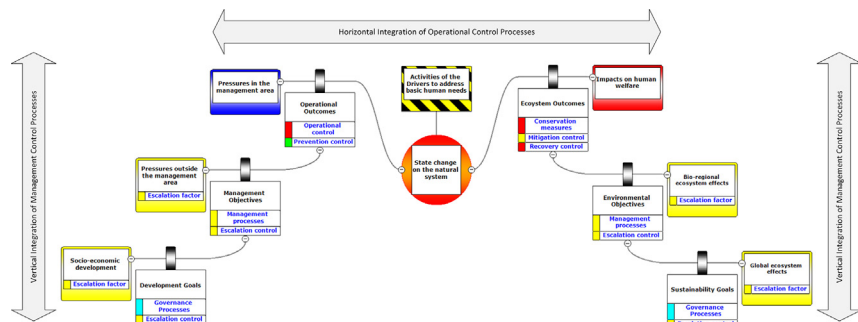 Horizontal Integration of Operational Control Processes
Vertical Integration of Management Control Processes
Pressures in the
management area
Operational
Outcomes
Operational
control
Prevention control
Activities of the
Drivers to address
basic human needs
State change
on the natural
system
Ecosystem Outcomes
Conservation
measures
Mitigation control
Recovery control
Impacts on human
welfare
Pressures outside
the management
area
Escalation factor
Management
Objectives
Management
processes
Escalation control
Environmental
Objectives
Management
processes
Escalation control
Bio-regional
ecosystem effects
Escalation factor
Socio-economic
development
Escalation factor
Development Goals
Governance
Processes
Escalation control
Sustainability Goals
Governance
Processes
Global ecosystem
effects
Escalation factor
Vertical Integration of Management Control Processes